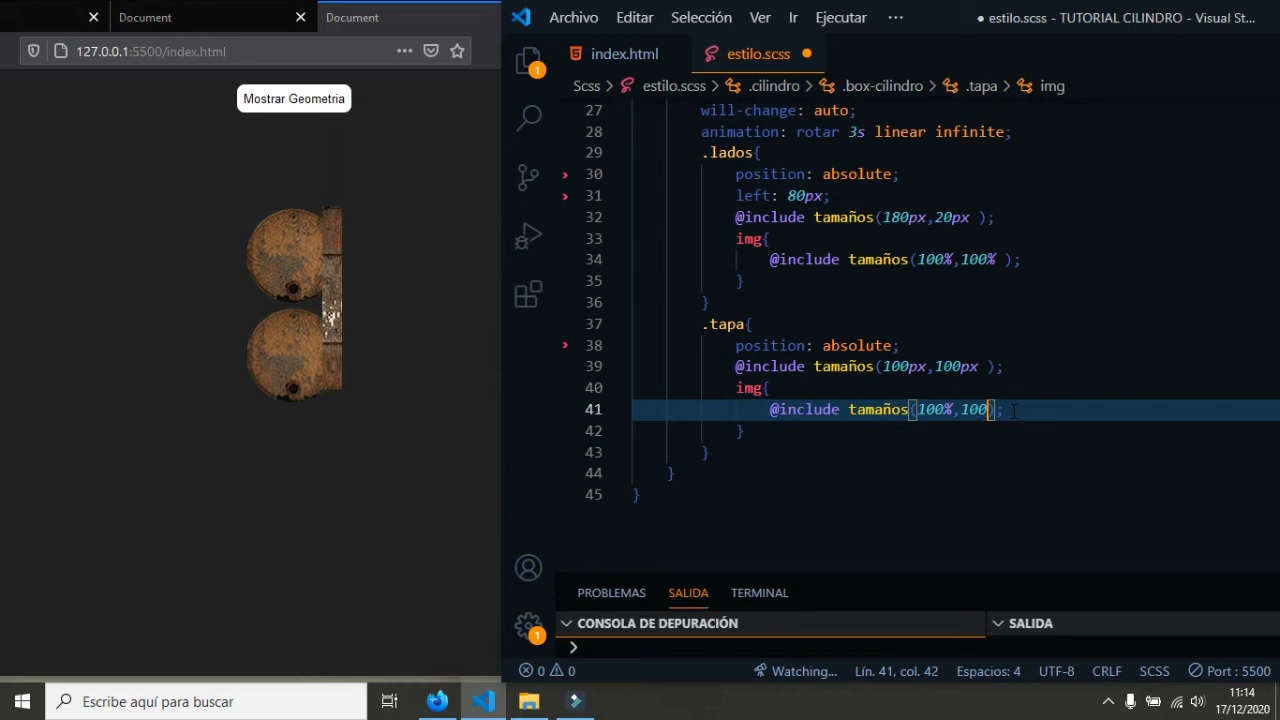 Document
Document
127.0.0.1:5500/index.html
Mostrar Geometria
Archivo Editar Selección Ver Ir Ejecutar ··· ● estilo.scss - TUTORIAL CILINDRO - Visual St...
index.html estilo.scss
Scss > estilo.scss > .cilindro > .box-cilindro > .tapa > img
27 will-change: auto;
28 animation: rotar 3s linear infinite;
29 .lados{
30 position: absolute;
31 left: 80px;
32 @include tamaños(180px,20px );
33 img{
34 @include tamaños(100%,100% );
35 }
36 }
37 .tapa{
38 position: absolute;
39 @include tamaños(100px,100px );
40 img{
41 @include tamaños(100%,100);
42 }
43 }
44 }
45 }
1
1
PROBLEMAS SALIDA TERMINAL
CONSOLA DE DEPURACIÓN SALIDA
0 0 Watching... Lín. 41, col. 42 Espacios: 4 UTF-8 CRLF SCSS Port : 5500
Escribe aquí para buscar
11:14
17/12/2020